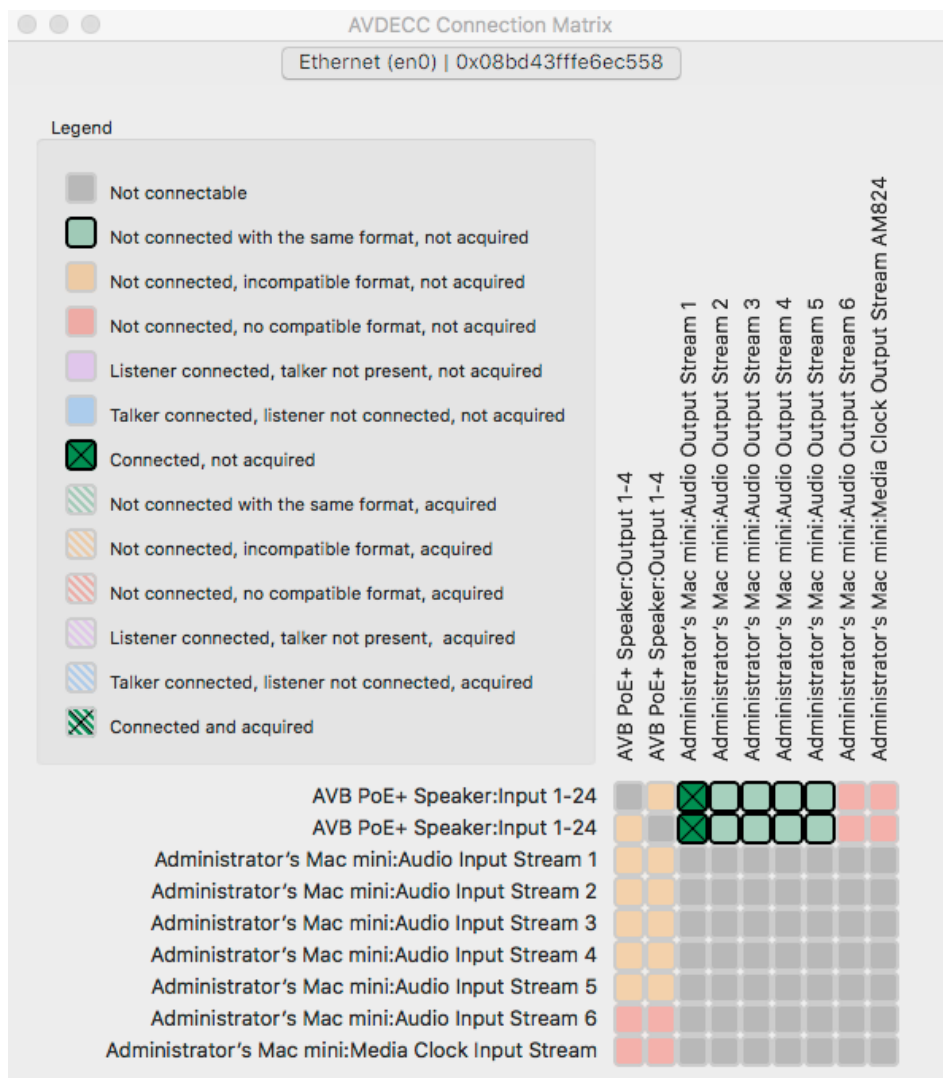 AVDECC Connection Matrix
Ethernet (en0) | 0x08bd43fffe6ec558
Legend
Not connectable
Not connected with the same format, not acquired
Not connected, incompatible format, not acquired
Not connected, no compatible format, not acquired
Listener connected, talker not present, not acquired
Talker connected, listener not connected, not acquired
Connected, not acquired
Not connected with the same format, acquired
Not connected, incompatible format, acquired
Not connected, no compatible format, acquired
Listener connected, talker not present,  acquired
Talker connected, listener not connected, acquired
Connected and acquired
AVB PoE+ Speaker:Output 1-4
AVB PoE+ Speaker:Output 1-4
Administrator’s Mac mini:Audio Output Stream 1
Administrator’s Mac mini:Audio Output Stream 2
Administrator’s Mac mini:Audio Output Stream 3
Administrator’s Mac mini:Audio Output Stream 4
Administrator’s Mac mini:Audio Output Stream 5
Administrator’s Mac mini:Audio Output Stream 6
Administrator’s Mac mini:Media Clock Output Stream AM824
AVB PoE+ Speaker:Input 1-24
AVB PoE+ Speaker:Input 1-24
Administrator’s Mac mini:Audio Input Stream 1
Administrator’s Mac mini:Audio Input Stream 2
Administrator’s Mac mini:Audio Input Stream 3
Administrator’s Mac mini:Audio Input Stream 4
Administrator’s Mac mini:Audio Input Stream 5
Administrator’s Mac mini:Audio Input Stream 6
Administrator’s Mac mini:Media Clock Input Stream